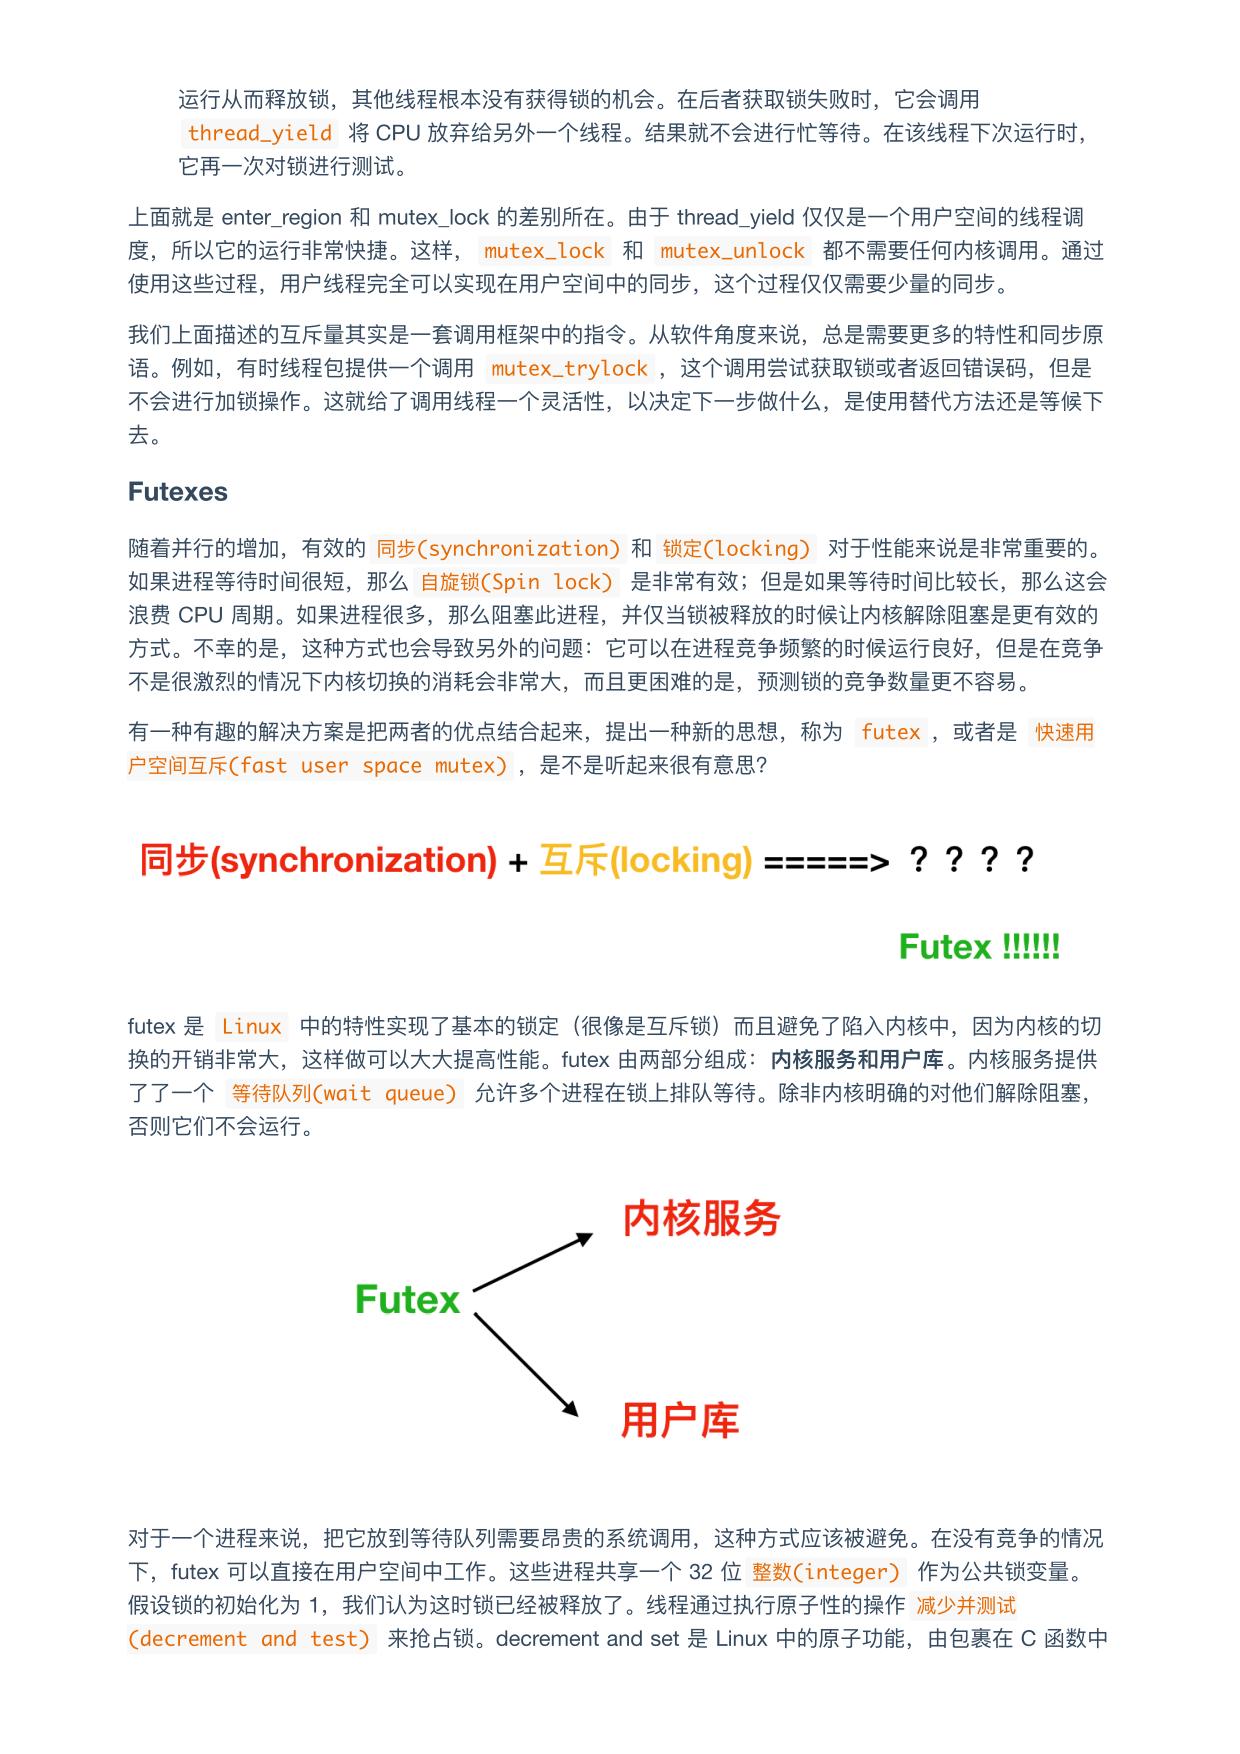 运行从而释放锁，其他线程根本没有获得锁的机会。在后者获取锁失败时，它会调用
thread_yield 将 CPU 放弃给另外一个线程。结果就不会进行忙等待。在该线程下次运行时，
它再一次对锁进行测试。
上面就是 enter_region 和 mutex_lock 的差别所在。由于 thread_yield 仅仅是一个用户空间的线程调
度，所以它的运行非常快捷。这样， mutex_lock 和 mutex_unlock 都不需要任何内核调用。通过
使用这些过程，用户线程完全可以实现在用户空间中的同步，这个过程仅仅需要少量的同步。
我们上面描述的互斥量其实是一套调用框架中的指令。从软件角度来说，总是需要更多的特性和同步原
语。例如，有时线程包提供一个调用 mutex_trylock ，这个调用尝试获取锁或者返回错误码，但是
不会进行加锁操作。这就给了调用线程一个灵活性，以决定下一步做什么，是使用替代方法还是等候下
去。
Futexes
随着并行的增加，有效的 同步(synchronization) 和 锁定(locking) 对于性能来说是非常重要的。
如果进程等待时间很短，那么 自旋锁(Spin lock) 是非常有效；但是如果等待时间比较长，那么这会
浪费 CPU 周期。如果进程很多，那么阻塞此进程，并仅当锁被释放的时候让内核解除阻塞是更有效的
方式。不幸的是，这种方式也会导致另外的问题：它可以在进程竞争频繁的时候运行良好，但是在竞争
不是很激烈的情况下内核切换的消耗会非常大，而且更困难的是，预测锁的竞争数量更不容易。
有一种有趣的解决方案是把两者的优点结合起来，提出一种新的思想，称为 futex ，或者是 快速用
户空间互斥(fast user space mutex) ，是不是听起来很有意思？
同步(synchronization) + 互斥(locking) =====> ？？？？
Futex !!!!!!
futex 是 Linux 中的特性实现了基本的锁定（很像是互斥锁）而且避免了陷入内核中，因为内核的切
换的开销非常大，这样做可以大大提高性能。futex 由两部分组成：内核服务和用户库。内核服务提供
了了一个 等待队列(wait queue) 允许多个进程在锁上排队等待。除非内核明确的对他们解除阻塞，
否则它们不会运行。
内核服务
Futex
用户库
对于一个进程来说，把它放到等待队列需要昂贵的系统调用，这种方式应该被避免。在没有竞争的情况
下，futex 可以直接在用户空间中工作。这些进程共享一个 32 位 整数(integer) 作为公共锁变量。
假设锁的初始化为 1，我们认为这时锁已经被释放了。线程通过执行原子性的操作 减少并测试
(decrement and test) 来抢占锁。decrement and set 是 Linux 中的原子功能，由包裹在 C 函数中